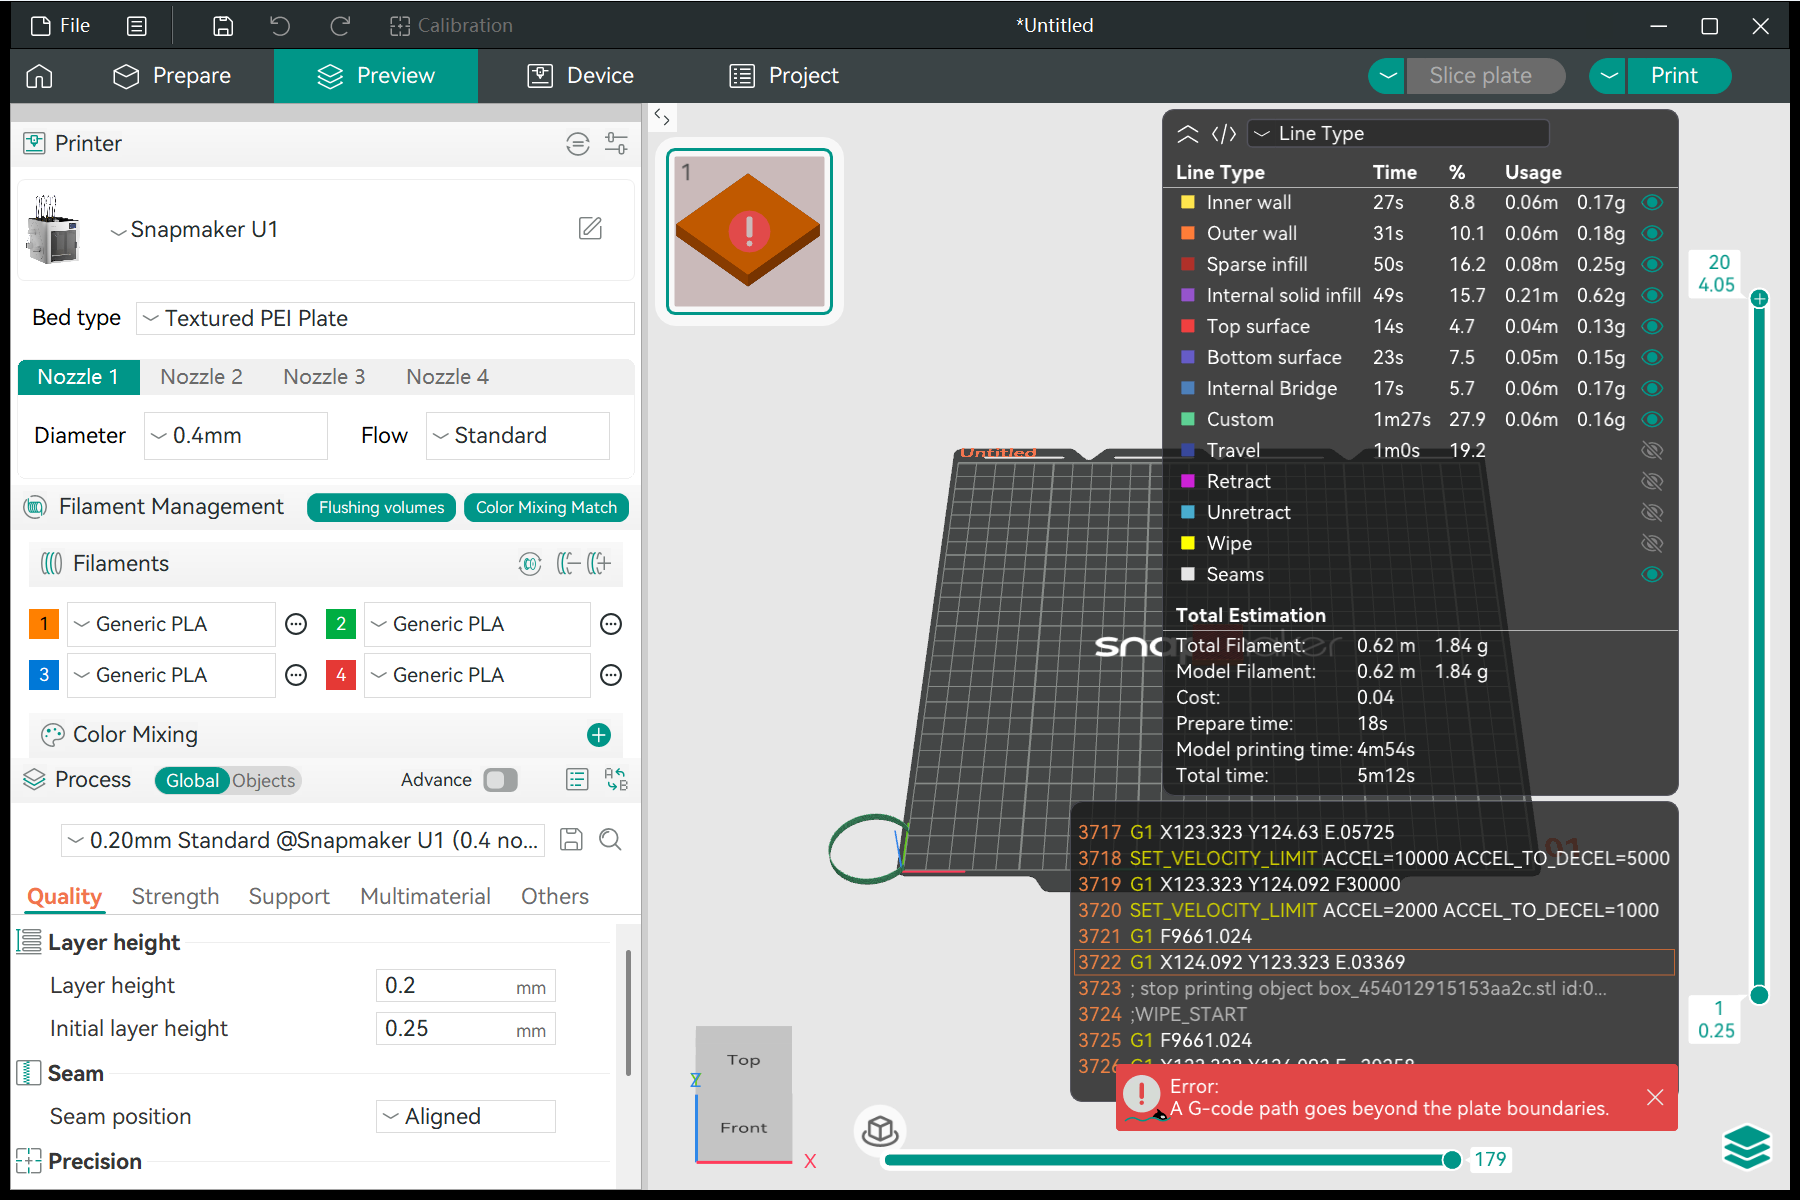 File
Calibration
*Untitled
Prepare
Preview
Device
Project
Slice plate
Print
Printer
Snapmaker U1
Bed type
Textured PEI Plate
Nozzle 1
Nozzle 2
Nozzle 3
Nozzle 4
Diameter
0.4mm
Flow
Standard
Filament Management
Flushing volumes
Color Mixing Match
Filaments
1 Generic PLA
2 Generic PLA
3 Generic PLA
4 Generic PLA
Color Mixing
Process
Global
Objects
Advance
0.20mm Standard @Snapmaker U1 (0.4 no...
Quality
Strength
Support
Multimaterial
Others
Layer height
Layer height
0.2 mm
Initial layer height
0.25 mm
Seam
Seam position
Aligned
Precision
1
Untitled
Line Type
Line Type Time % Usage
Inner wall 27s 8.8 0.06m 0.17g
Outer wall 31s 10.1 0.06m 0.18g
Sparse infill 50s 16.2 0.08m 0.25g
Internal solid infill 49s 15.7 0.21m 0.62g
Top surface 14s 4.7 0.04m 0.13g
Bottom surface 23s 7.5 0.05m 0.15g
Internal Bridge 17s 5.7 0.06m 0.17g
Custom 1m27s 27.9 0.06m 0.16g
Travel 1m0s 19.2
Retract
Unretract
Wipe
Seams
Total Estimation
Total Filament: 0.62 m 1.84 g
Model Filament: 0.62 m 1.84 g
Cost: 0.04
Prepare time: 18s
Model printing time: 4m54s
Total time: 5m12s
20
4.05
1
0.25
3717 G1 X123.323 Y124.63 E.05725
3718 SET_VELOCITY_LIMIT ACCEL=10000 ACCEL_TO_DECEL=5000
3719 G1 X123.323 Y124.092 F30000
3720 SET_VELOCITY_LIMIT ACCEL=2000 ACCEL_TO_DECEL=1000
3721 G1 F9661.024
3722 G1 X124.092 Y123.323 E.03369
3723 ; stop printing object box_454012915153aa2c.stl id:0...
3724 ;WIPE_START
3725 G1 F9661.024
3726
Error:
A G-code path goes beyond the plate boundaries.
Top
Front
Z
X
179